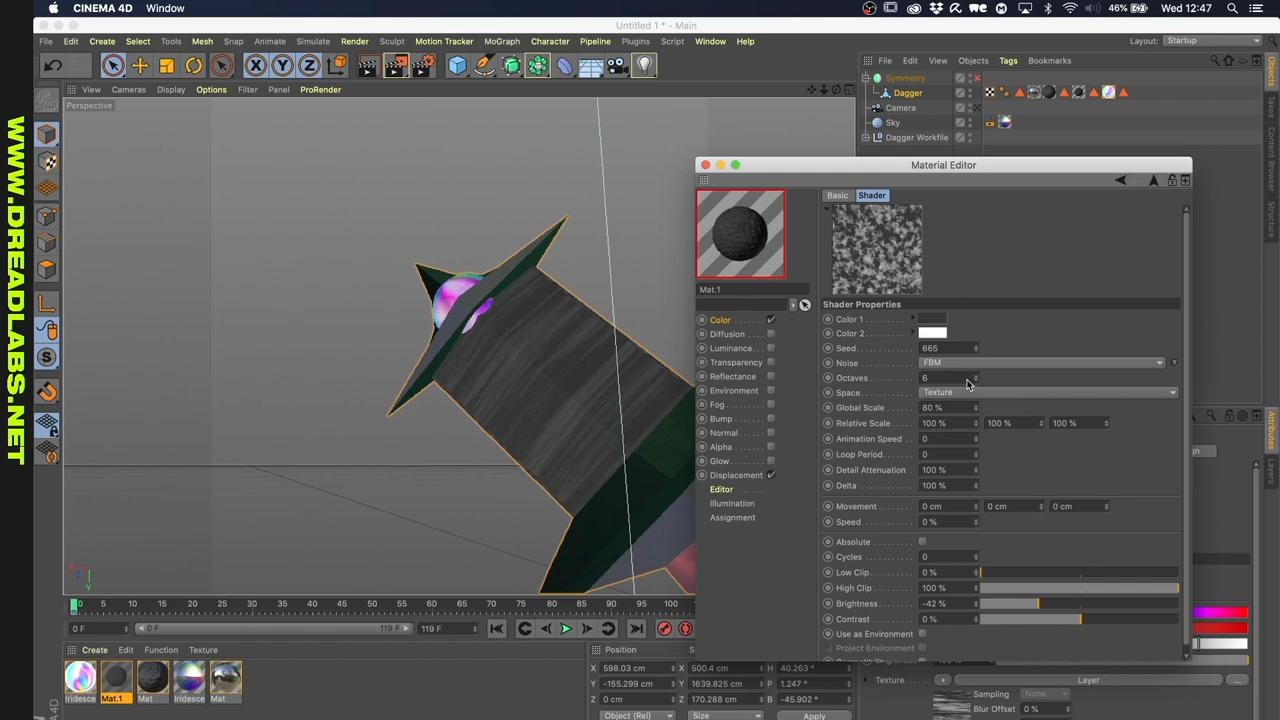 CINEMA 4D Window 46% Wed 12:47
Untitled 1 * - Main
File Edit Create Select Tools Mesh Snap Animate Simulate Render Sculpt Motion Tracker MoGraph Character Pipeline Plugins Script Window Help Layout: Startup
File Edit View Objects Tags Bookmarks
View Cameras Display Options Filter Panel ProRender
Perspective
Symmetry
Dagger
Camera
Sky
Dagger Workfile
Objects
Takes
Content Browser
Structure
Attributes
Layers
WWW.DREADLABS.NET
Material Editor
Basic Shader
Mat.1
Color
Diffusion
Luminance
Transparency
Reflectance
Environment
Fog
Bump
Normal
Alpha
Glow
Displacement
Editor
Illumination
Assignment
Shader Properties
Color 1
Color 2
Seed 665
Noise FBM
Octaves 6
Space Texture
Global Scale 80 %
Relative Scale 100 % 100 % 100 %
Animation Speed 0
Loop Period 0
Detail Attenuation 100 %
Delta 100 %
Movement 0 cm 0 cm 0 cm
Speed 0 %
Absolute
Cycles 0
Low Clip 0 %
High Clip 100 %
Brightness -42 %
Contrast 0 %
Use as Environment
Project Environment
0 5 10 15 20 25 30 35 40 45 50 55 60 65 70 75 80 85 90 95 100
0 F 0 F 119 F 119 F
Create Edit Function Texture
Iridesce Mat.1 Mat Iridesce Mat
Position S
X 598.03 cm X 500.4 cm H 40.263 °
Y -155.299 cm Y 1639.825 cm P 1.247 °
Z 0 cm Z 170.288 cm B -45.902 °
Object (Rel) Size Apply
Texture Layer ...
Sampling None
Blur Offset 0 %